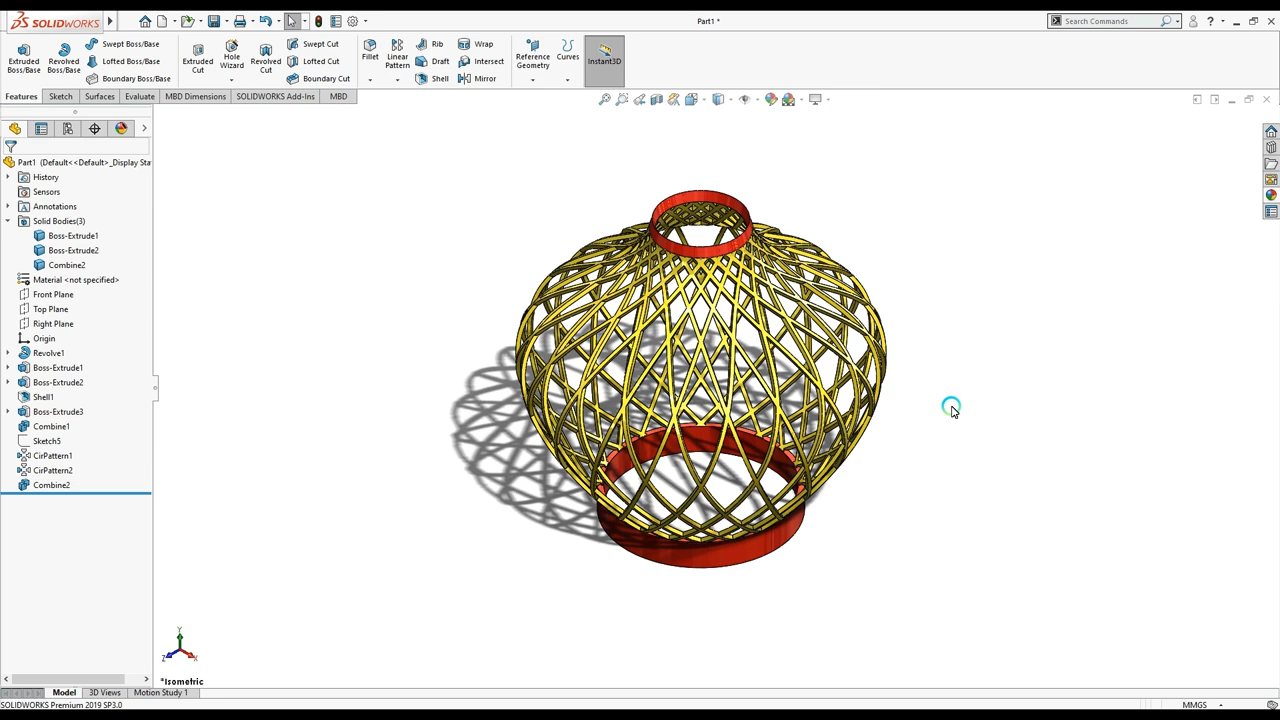 SOLIDWORKS
Part1 *
Search Commands
Extruded Boss/Base
Revolved Boss/Base
Swept Boss/Base
Lofted Boss/Base
Boundary Boss/Base
Extruded Cut
Hole Wizard
Revolved Cut
Swept Cut
Lofted Cut
Boundary Cut
Fillet
Linear Pattern
Rib
Draft
Shell
Wrap
Intersect
Mirror
Reference Geometry
Curves
Instant3D
Features
Sketch
Surfaces
Evaluate
MBD Dimensions
SOLIDWORKS Add-Ins
MBD
Part1 (Default<<Default>_Display Sta
History
Sensors
Annotations
Solid Bodies(3)
Boss-Extrude1
Boss-Extrude2
Combine2
Material <not specified>
Front Plane
Top Plane
Right Plane
Origin
Revolve1
Boss-Extrude1
Boss-Extrude2
Shell1
Boss-Extrude3
Combine1
Sketch5
CirPattern1
CirPattern2
Combine2
Y
Z
X
*Isometric
Model
3D Views
Motion Study 1
SOLIDWORKS Premium 2019 SP3.0
MMGS